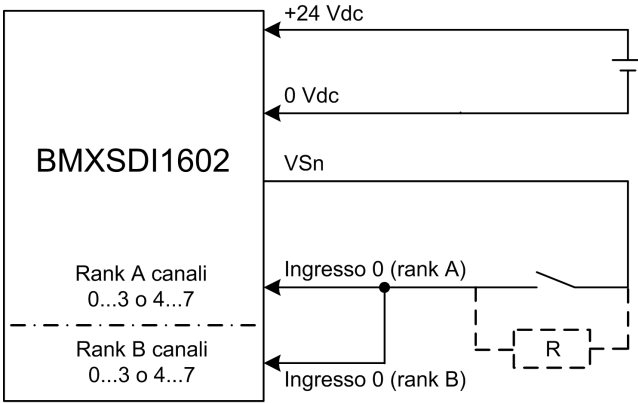 +24 Vdc
0 Vdc
BMXSDI1602
VSn
Rank A canali
0...3 o 4...7
Ingresso 0 (rank A)
R
Rank B canali
0...3 o 4...7
Ingresso 0 (rank B)